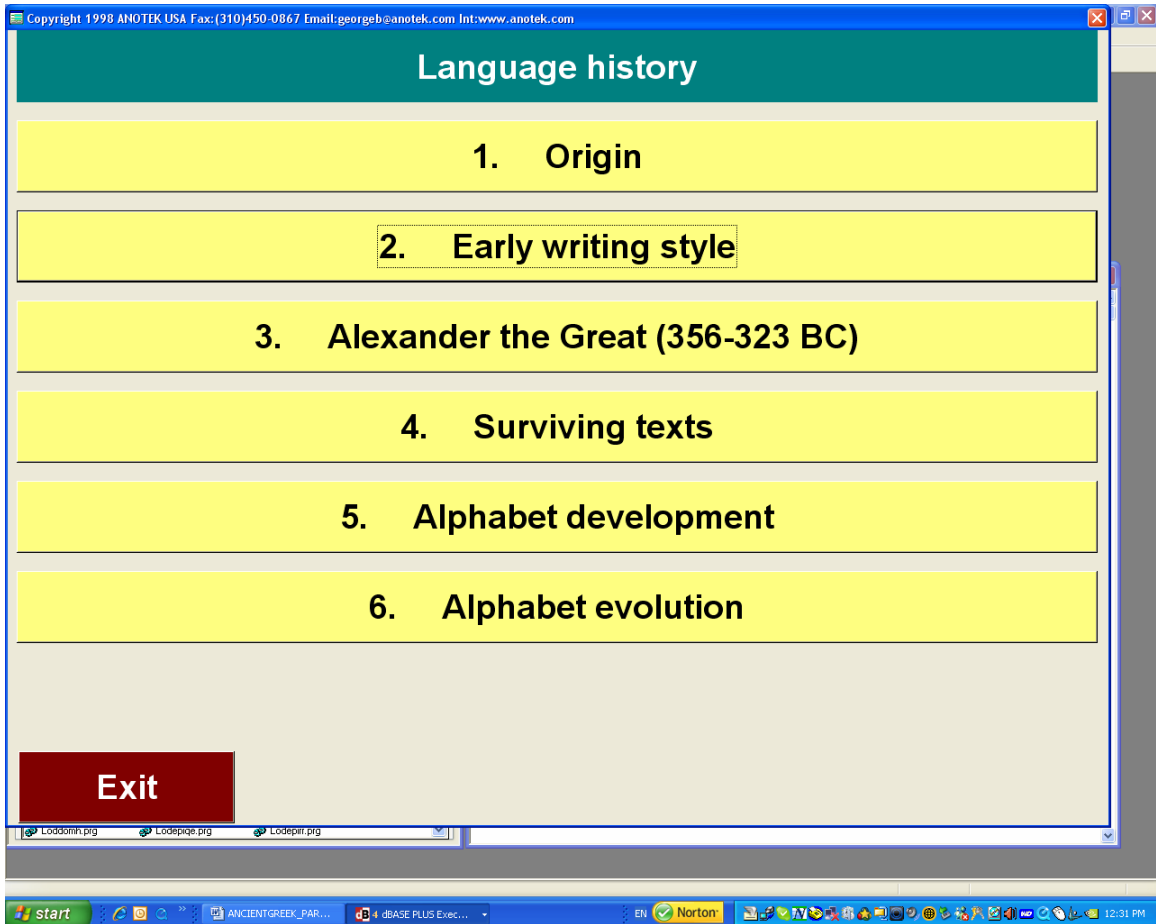 Copyright 1998 ANOTEK USA Fax:(310)450-0867 Email:georgeb@anotek.com Int:www.anotek.com
Language history
1. Origin
2. Early writing style
3. Alexander the Great (356-323 BC)
4. Surviving texts
5. Alphabet development
6. Alphabet evolution
Exit
Loddomh.prg Lodepiqe.prg Lodepirr.prg
start ANCIENTGREEK_PAR... 4 dBASE PLUS Exec... EN Norton 12:31 PM